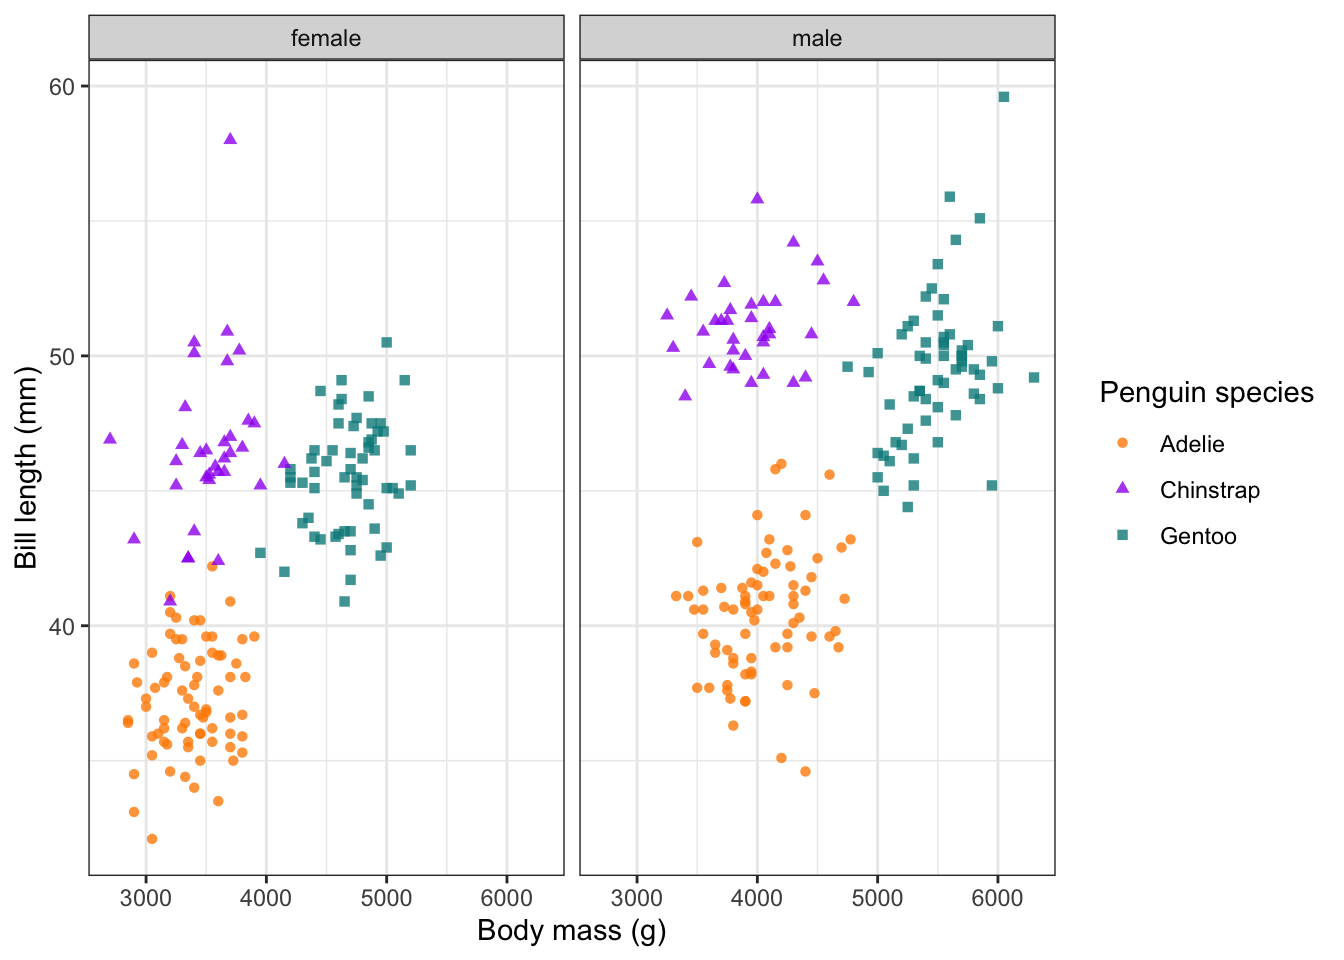 female
male
60
50
40
Bill length (mm)
3000 4000 5000 6000
3000 4000 5000 6000
Body mass (g)
Penguin species
Adelie
Chinstrap
Gentoo